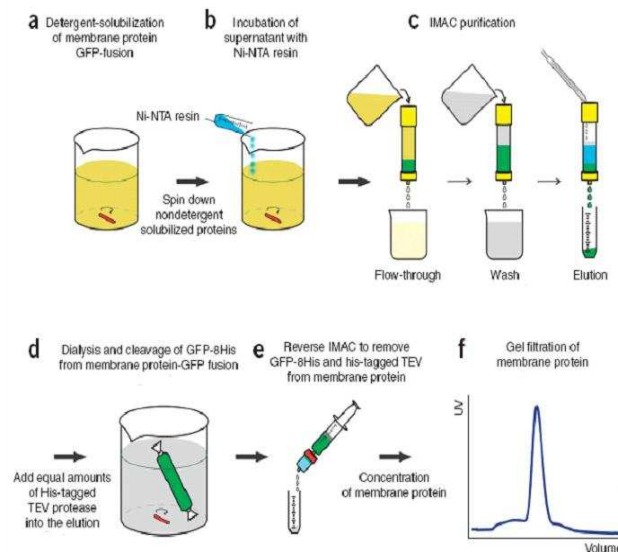 a
Detergent-solubilization
of membrane protein
GFP-fusion
b
Incubation of
supernatant with
Ni-NTA resin
c
IMAC purification
Ni-NTA resin
Spin down
nondetergent
solubilized proteins
Flow-through
Wash
Elution
d
Dialysis and cleavage of GFP-8His
from membrane protein-GFP fusion
Add equal amounts
of His-tagged
TEV protease
into the elution
e
Reverse IMAC to remove
GFP-8His and his-tagged TEV
from membrane protein
Concentration
of membrane protein
f
Gel filtration of
membrane protein
UV
Volume